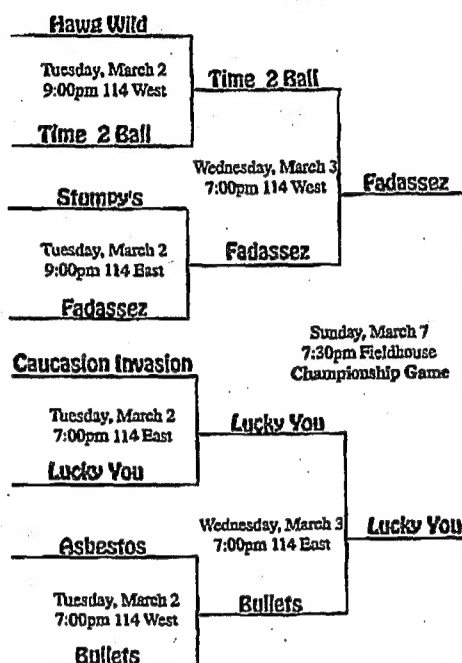 Hawg Wild
Tuesday, March 2
9:00pm 114 West
Time 2 Ball
Time 2 Ball
Wednesday, March 3
7:00pm 114 West
Fadassez
Stumpy's
Tuesday, March 2
9:00pm 114 East
Fadassez
Fadassez
Sunday, March 7
7:30pm Fieldhouse
Championship Game
Caucasion Invasion
Tuesday, March 2
7:00pm 114 East
Lucky You
Lucky You
Wednesday, March 3
7:00pm 114 East
Lucky You
Asbestos
Tuesday, March 2
7:00pm 114 West
Bullets
Bullets